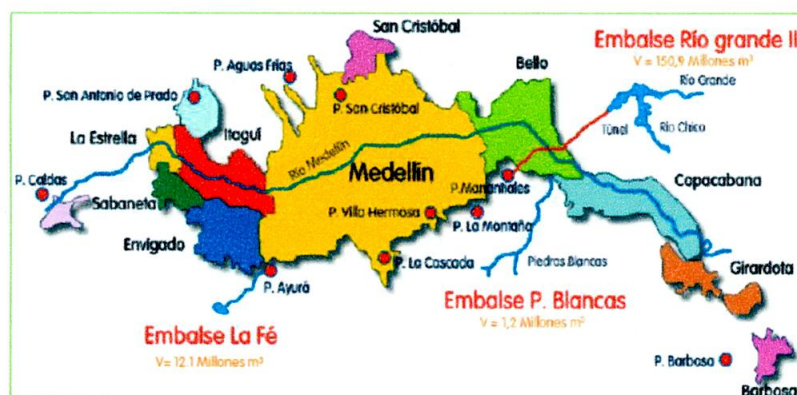 San Cristóbal
Embalse Río grande II
V = 150,9 Millones m³
P. Aguas Frías
Bello
Río Grande
P. San Antonio de Prado
P. San Cristóbal
Túnel
Río Chico
La Estrella
Itaguí
Río Medellín
Medellín
P. Manantiales
Copacabana
P. Caldas
Sabaneta
P. Villa Hermosa
P. La Montaña
Envigado
P. La Cascada
Piedras Blancas
Girardota
P. Ayurá
Embalse P. Blancas
V = 1,2 Millones m³
Embalse La Fé
V= 12.1 Millones m³
P. Barbosa
Barbosa